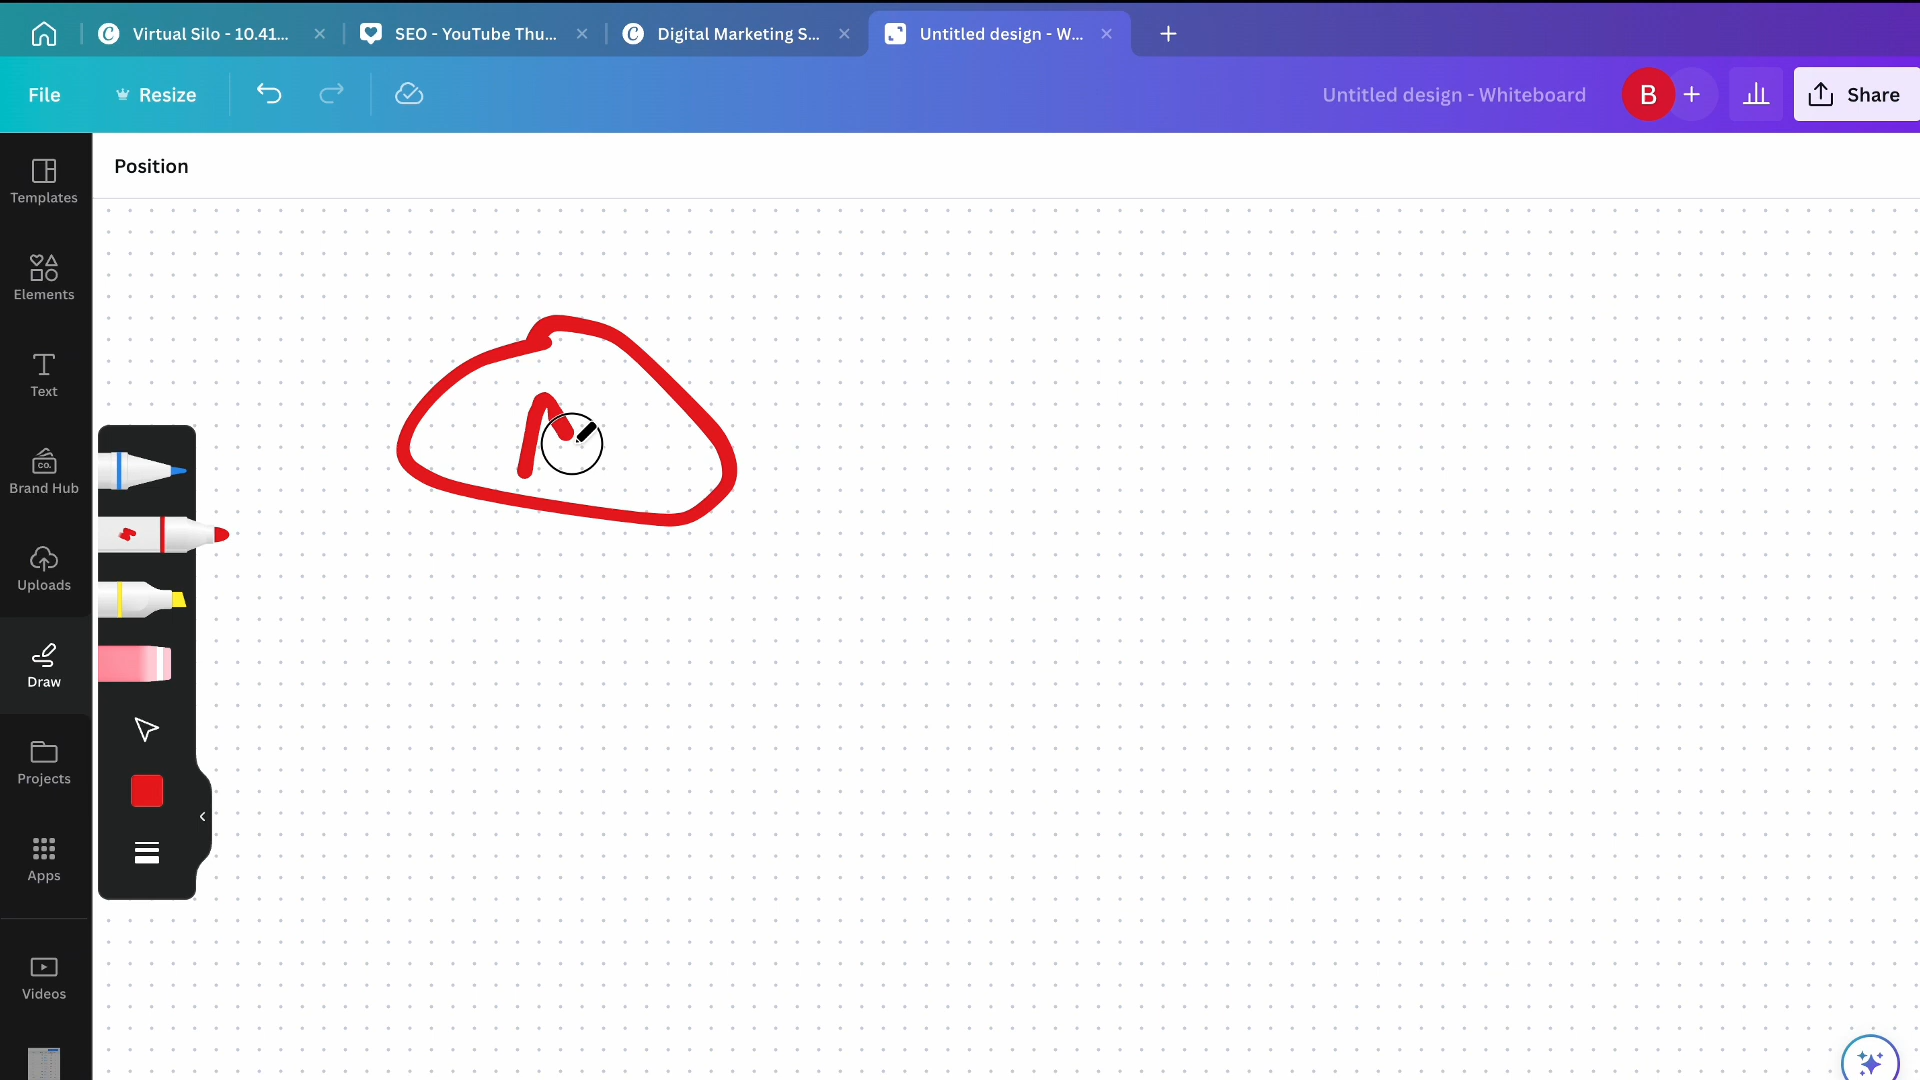 Virtual Silo - 10.41...
SEO - YouTube Thu...
Digital Marketing S...
Untitled design - W...
File
Resize
Untitled design - Whiteboard
B
Share
Position
Templates
Elements
Text
CO.
Brand Hub
Uploads
Draw
Projects
Apps
Videos